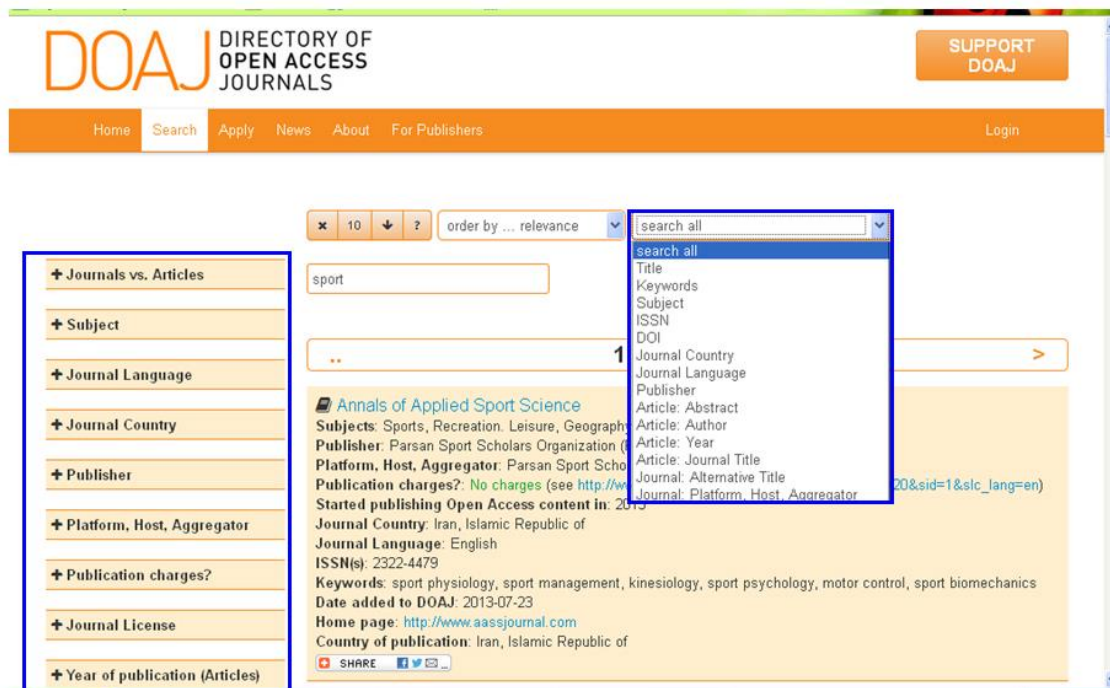 DOAJ
DIRECTORY OF
OPEN ACCESS
JOURNALS
SUPPORT
DOAJ
Home Search Apply News About For Publishers Login
10 ? order by ... relevance search all
sport
search all
Title
Keywords
Subject
ISSN
DOI
Journal Country
Journal Language
Publisher
Article: Abstract
Article: Author
Article: Year
Article: Journal Title
Journal: Alternative Title
Journal: Platform, Host, Aggregator
+ Journals vs. Articles
+ Subject
+ Journal Language
+ Journal Country
+ Publisher
+ Platform, Host, Aggregator
+ Publication charges?
+ Journal License
+ Year of publication (Articles)
.. 1 >
Annals of Applied Sport Science
Subjects: Sports, Recreation. Leisure,
Publisher: Parsan Sport Scholars Organization
Platform, Host, Aggregator: Parsan Sport
Publication charges?: No charges (see 20&sid=1&slc_lang=en)
Started publishing Open Access content in: 2013
Journal Country: Iran, Islamic Republic of
Journal Language: English
ISSN(s): 2322-4479
Keywords: sport physiology, sport management, kinesiology, sport psychology, motor control, sport biomechanics
Date added to DOAJ: 2013-07-23
Home page: http://www.aassjournal.com
Country of publication: Iran, Islamic Republic of
SHARE